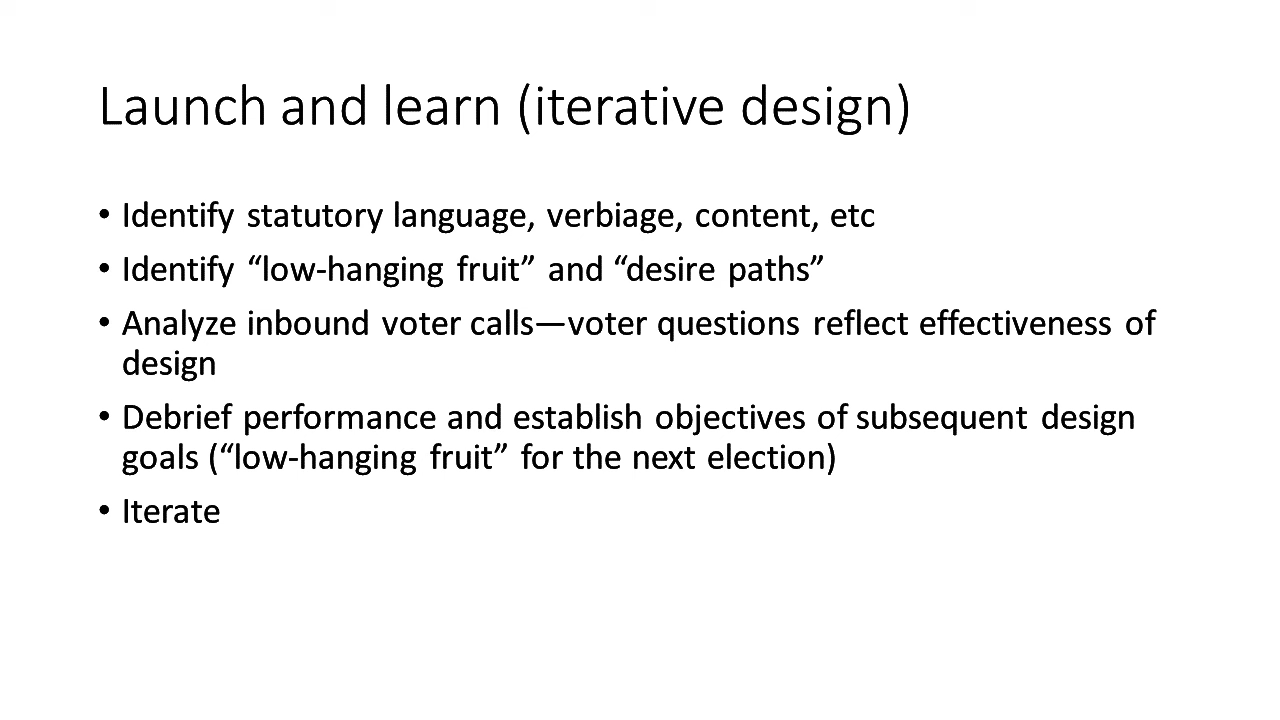 Launch and learn (iterative design)
• Identify statutory language, verbiage, content, etc
• Identify “low-hanging fruit” and “desire paths”
• Analyze inbound voter calls—voter questions reflect effectiveness of
design
• Debrief performance and establish objectives of subsequent design
goals (“low-hanging fruit” for the next election)
• Iterate